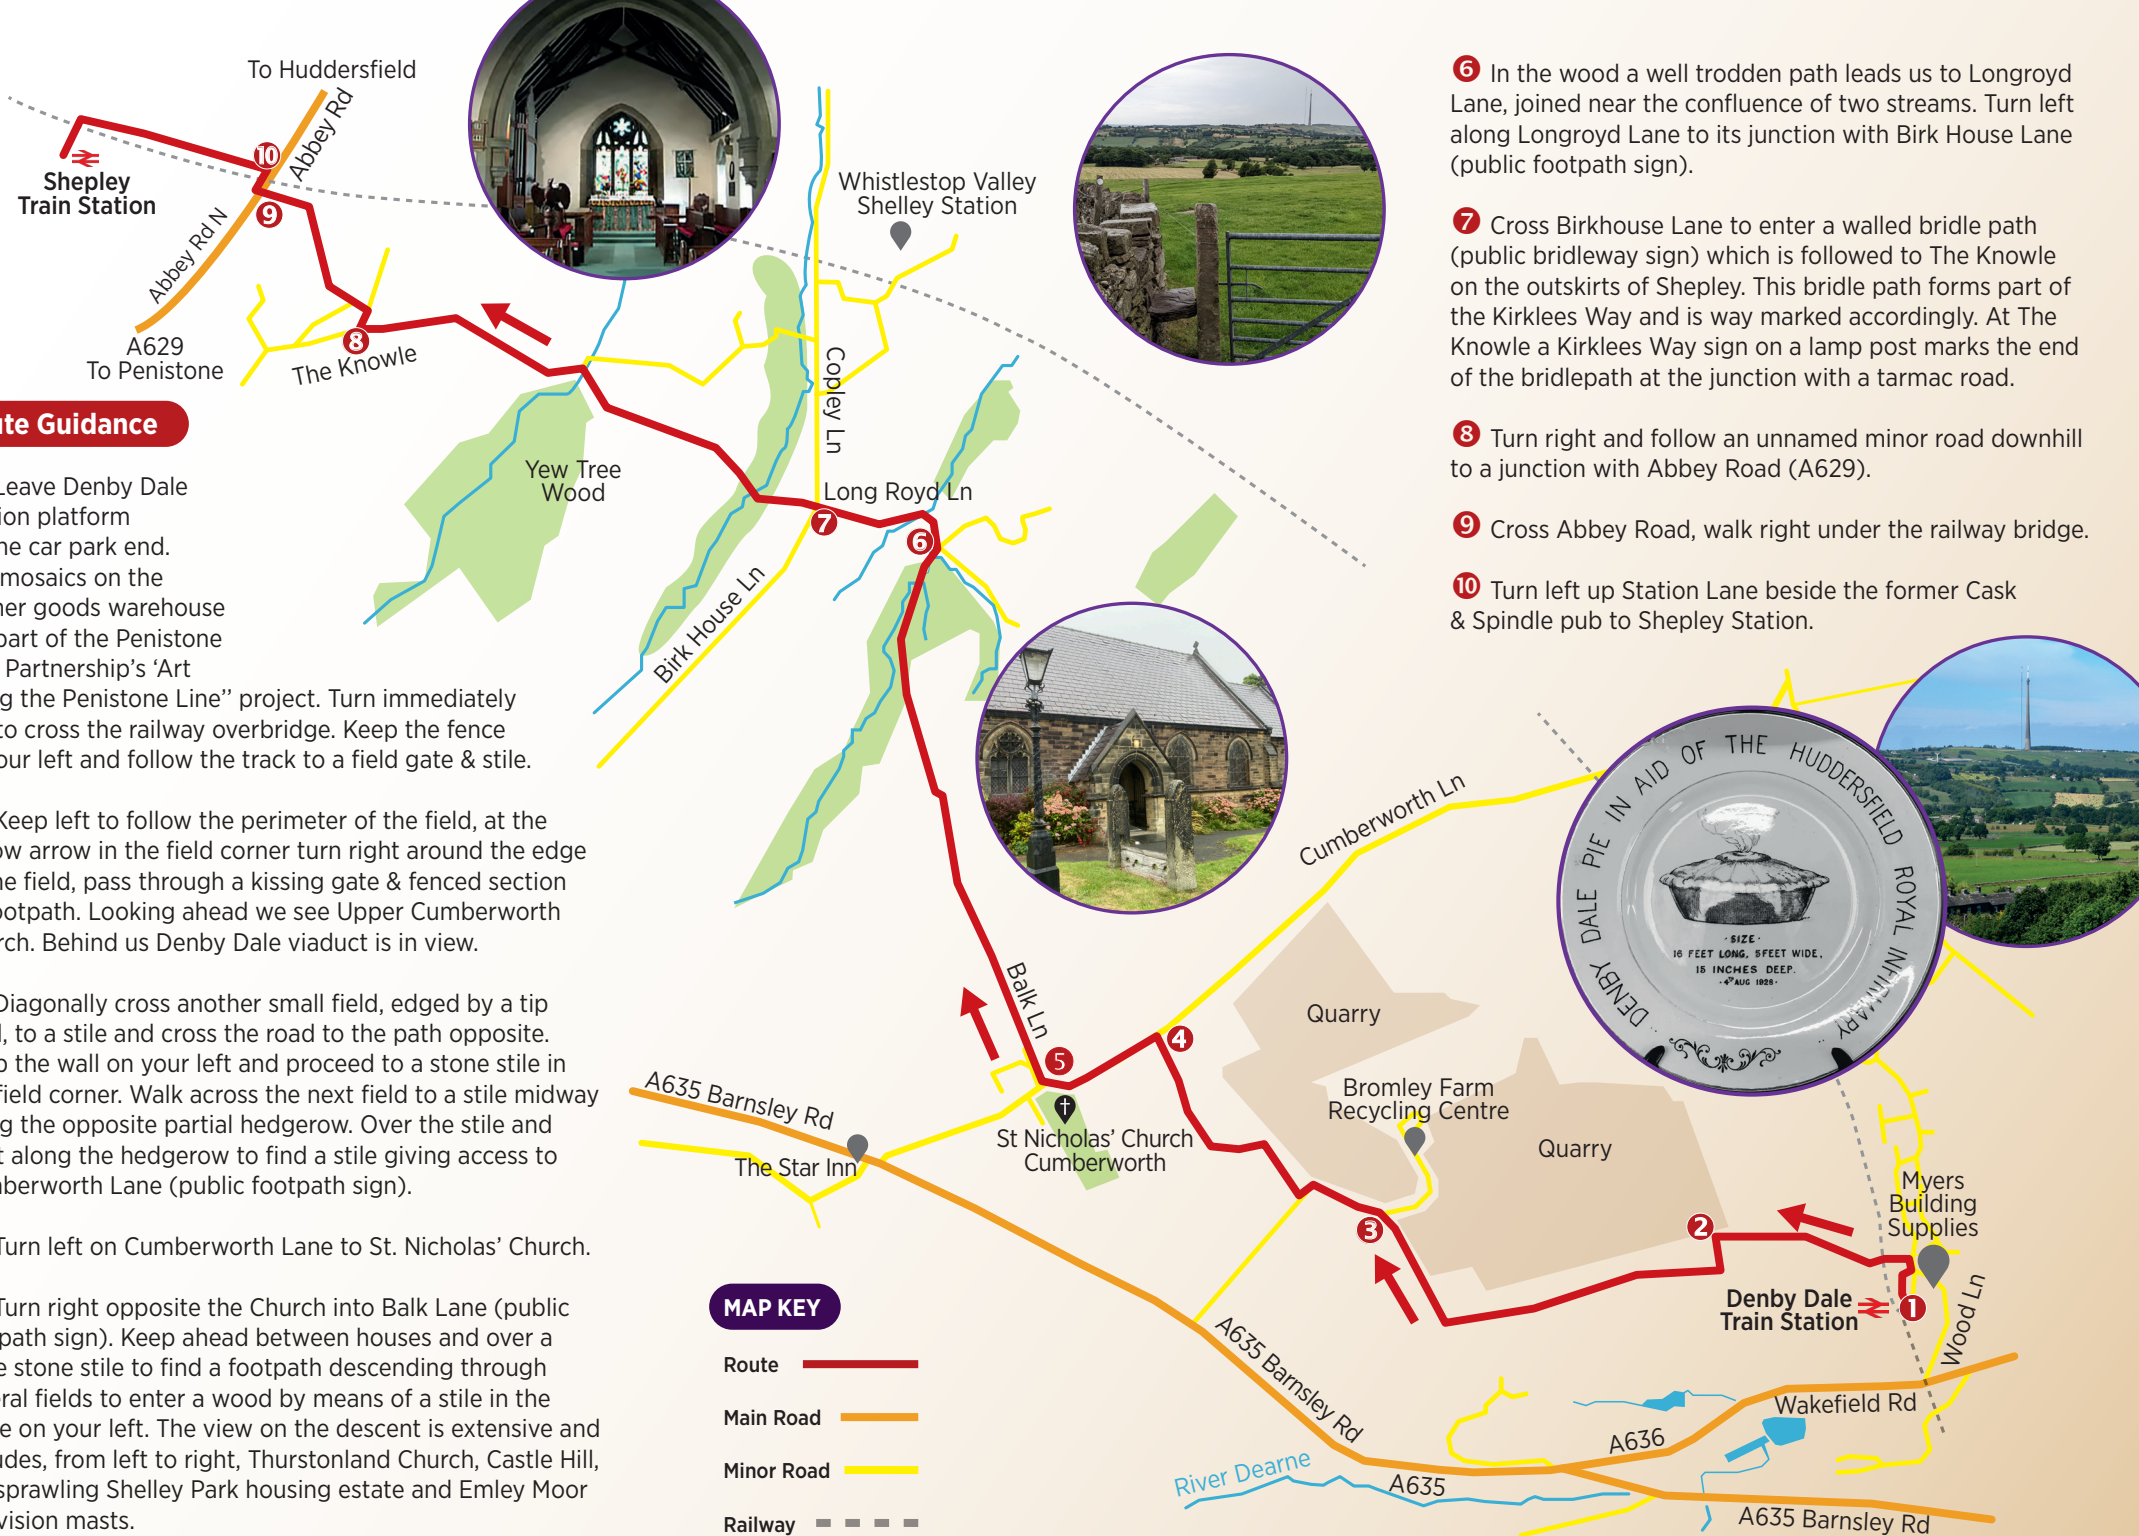 To Huddersfield
Abbey Rd
10
Shepley
Train Station
9
Abbey Rd N
A629
To Penistone
8
The Knowle
Whistlestop Valley
Shelley Station
Copley Ln
Yew Tree
Wood
Long Royd Ln
7
6
Birk House Ln
Cumberworth Ln
Balk Ln
5
4
Quarry
Bromley Farm
Recycling Centre
Quarry
A635 Barnsley Rd
The Star Inn
St Nicholas' Church
Cumberworth
3
2
Myers
Building
Supplies
Denby Dale
Train Station
1
Wood Ln
A635 Barnsley Rd
Wakefield Rd
A636
River Dearne
A635
A635 Barnsley Rd
DENBY DALE PIE IN AID OF THE HUDDERSFIELD ROYAL INFIRMARY
· SIZE ·
16 FEET LONG, 5 FEET WIDE,
15 INCHES DEEP.
· 4TH AUG 1928 ·
MAP KEY
Route
Main Road
Minor Road
Railway
te Guidance
Leave Denby Dale
ion platform
he car park end.
mosaics on the
ner goods warehouse
part of the Penistone
Partnership's ‘Art
g the Penistone Line’’ project. Turn immediately
to cross the railway overbridge. Keep the fence
our left and follow the track to a field gate & stile.
Keep left to follow the perimeter of the field, at the
ow arrow in the field corner turn right around the edge
he field, pass through a kissing gate & fenced section
ootpath. Looking ahead we see Upper Cumberworth
rch. Behind us Denby Dale viaduct is in view.
Diagonally cross another small field, edged by a tip
, to a stile and cross the road to the path opposite.
p the wall on your left and proceed to a stone stile in
field corner. Walk across the next field to a stile midway
g the opposite partial hedgerow. Over the stile and
t along the hedgerow to find a stile giving access to
mberworth Lane (public footpath sign).
Turn left on Cumberworth Lane to St. Nicholas’ Church.
Turn right opposite the Church into Balk Lane (public
path sign). Keep ahead between houses and over a
e stone stile to find a footpath descending through
eral fields to enter a wood by means of a stile in the
e on your left. The view on the descent is extensive and
udes, from left to right, Thurstonland Church, Castle Hill,
sprawling Shelley Park housing estate and Emley Moor
vision masts.
6 In the wood a well trodden path leads us to Longroyd
Lane, joined near the confluence of two streams. Turn left
along Longroyd Lane to its junction with Birk House Lane
(public footpath sign).
7 Cross Birkhouse Lane to enter a walled bridle path
(public bridleway sign) which is followed to The Knowle
on the outskirts of Shepley. This bridle path forms part of
the Kirklees Way and is way marked accordingly. At The
Knowle a Kirklees Way sign on a lamp post marks the end
of the bridlepath at the junction with a tarmac road.
8 Turn right and follow an unnamed minor road downhill
to a junction with Abbey Road (A629).
9 Cross Abbey Road, walk right under the railway bridge.
10 Turn left up Station Lane beside the former Cask
& Spindle pub to Shepley Station.